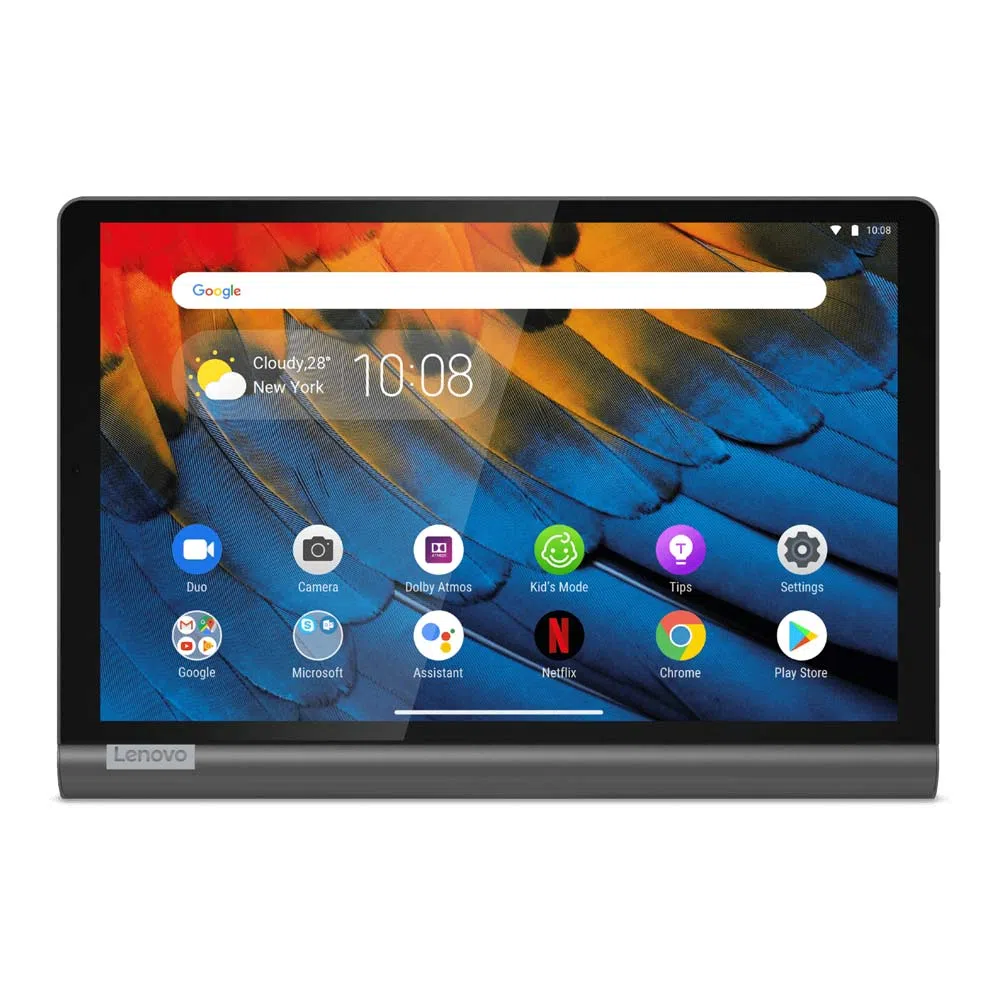 10:08
Google
Cloudy,28°
New York
10:08
Duo
Camera
Dolby Atmos
Kid's Mode
Tips
Settings
Google
Microsoft
Assistant
Netflix
Chrome
Play Store
Lenovo